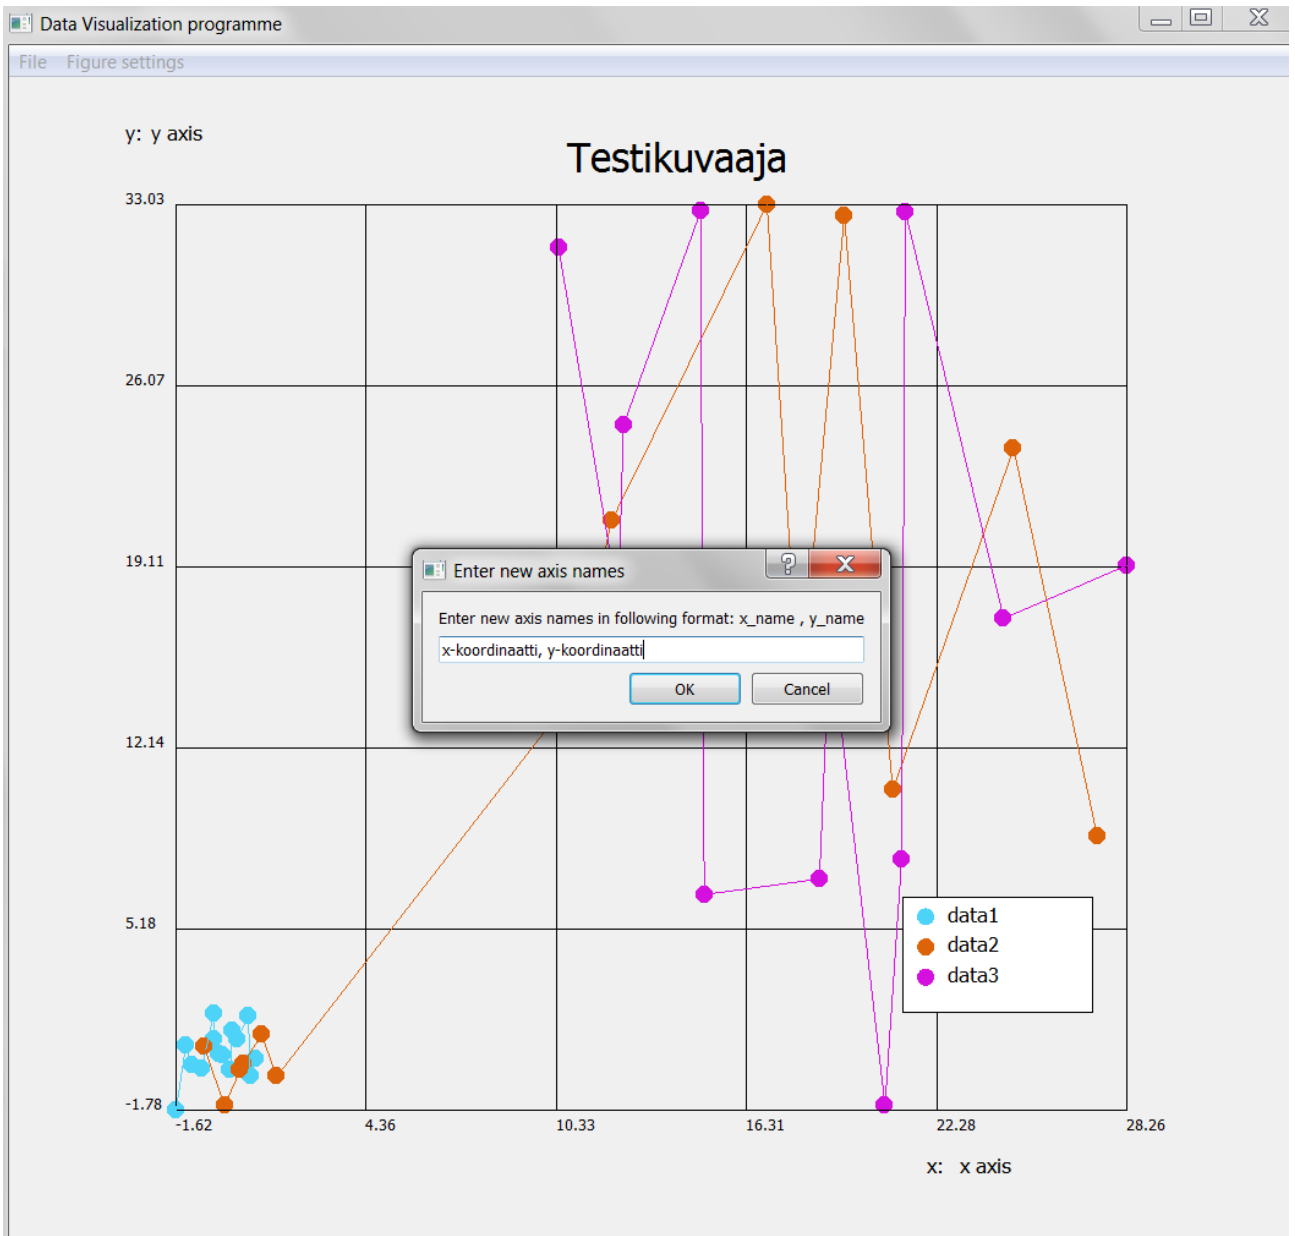 Data Visualization programme
File Figure settings
y: y axis
Testikuvaaja
33.03
26.07
19.11
Enter new axis names
Enter new axis names in following format: x_name , y_name
x-koordinaatti, y-koordinaatti
OK Cancel
12.14
5.18
data1
data2
data3
-1.78
-1.62 4.36 10.33 16.31 22.28 28.26
x: x axis